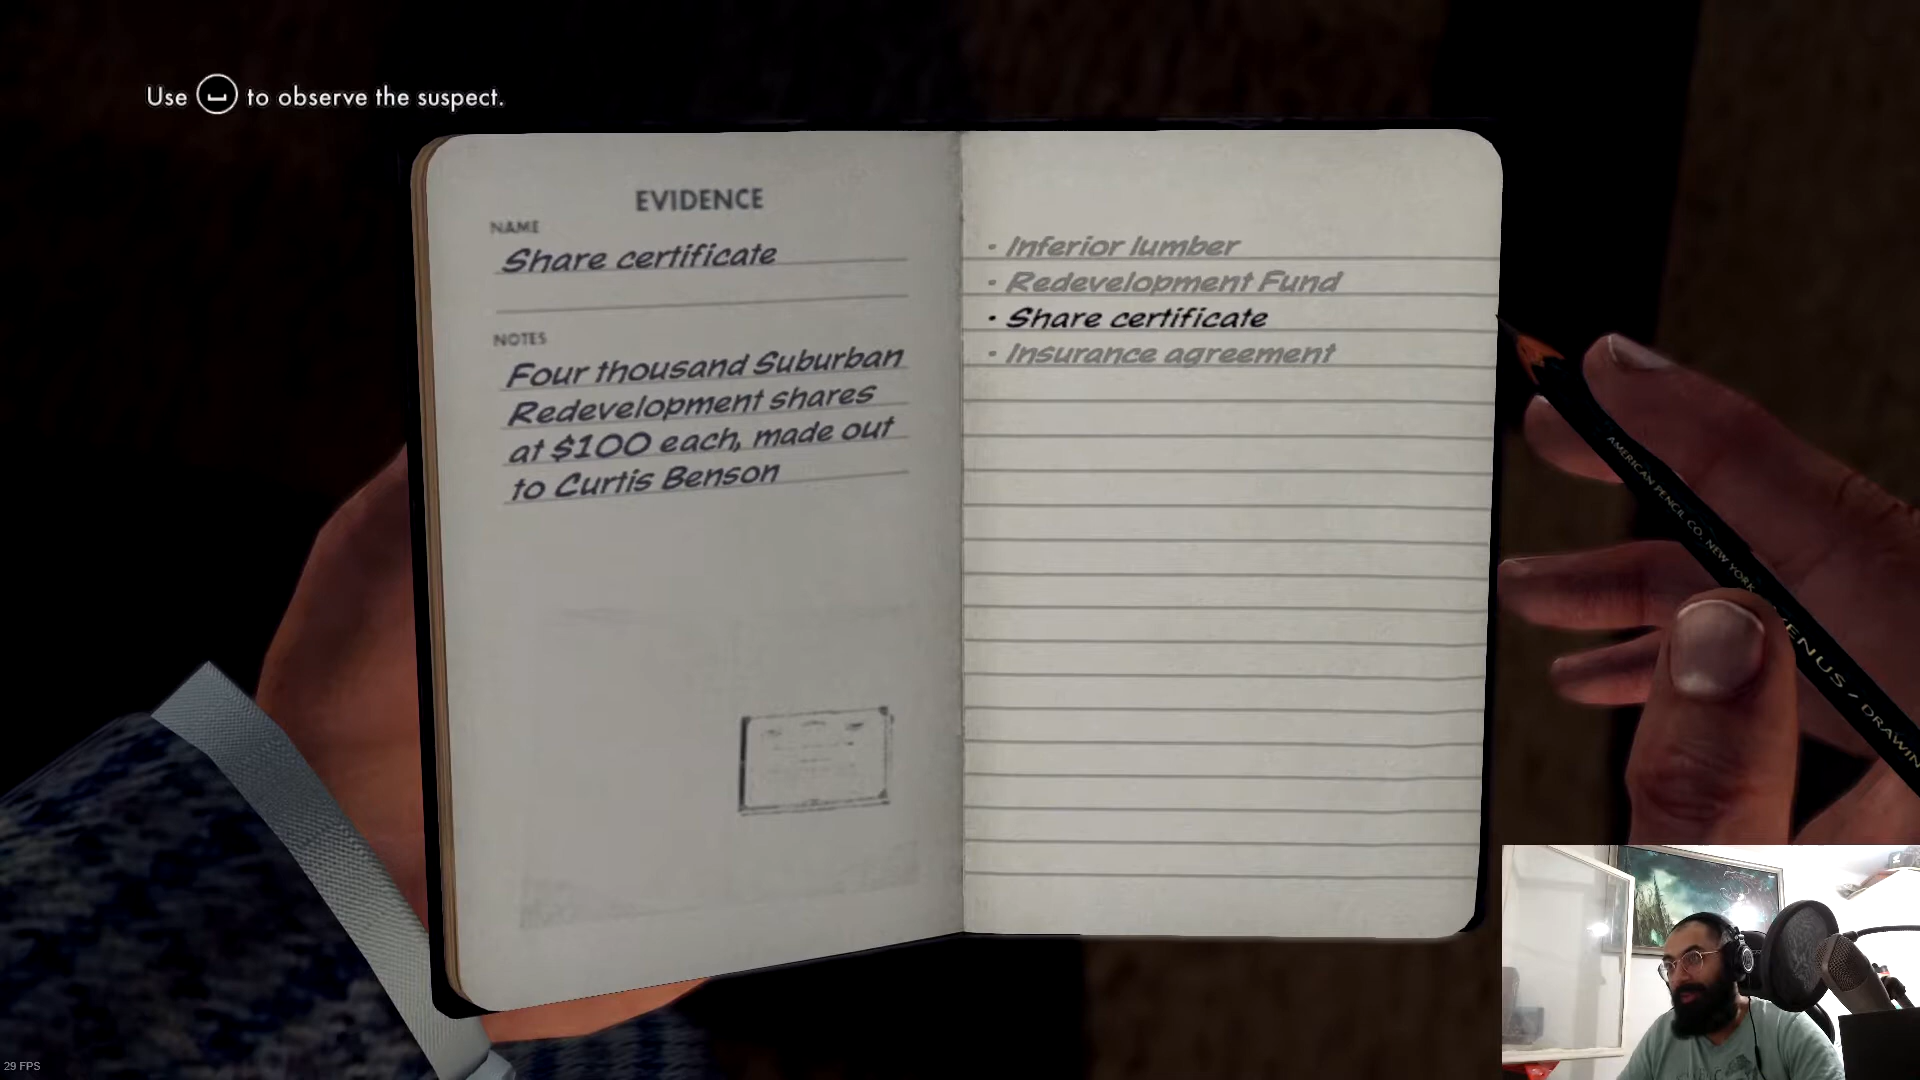 Use to observe the suspect.
EVIDENCE
NAME
Share certificate
NOTES
Four thousand Suburban
Redevelopment shares
at $100 each, made out
to Curtis Benson
• Inferior lumber
• Redevelopment Fund
• Share certificate
• Insurance agreement
AMERICAN PENCIL CO. NEW YORK
VENUS / DRAWIN
29 FPS